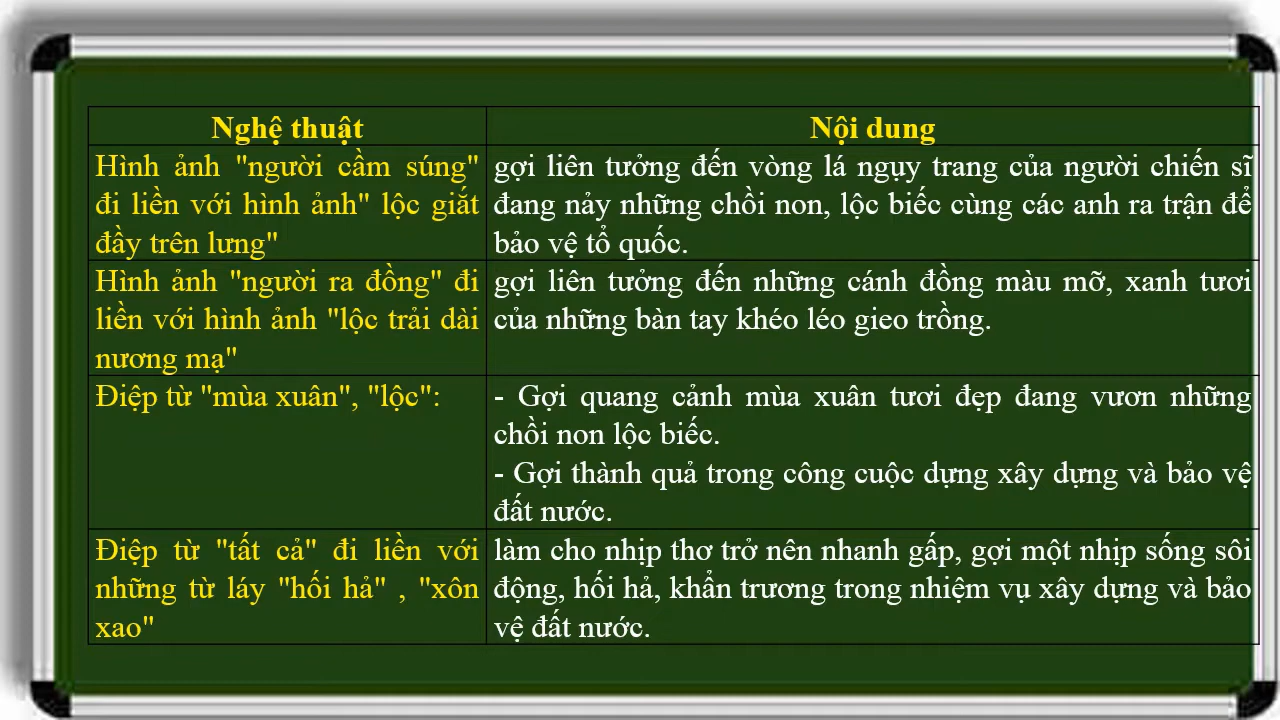 Nghệ thuật
Nội dung
Hình ảnh "người cầm súng"
đi liền với hình ảnh" lộc giắt
đầy trên lưng"
gợi liên tưởng đến vòng lá ngụy trang của người chiến sĩ
đang nảy những chồi non, lộc biếc cùng các anh ra trận để
bảo vệ tổ quốc.
Hình ảnh "người ra đồng" đi
liền với hình ảnh "lộc trải dài
nương mạ"
gợi liên tưởng đến những cánh đồng màu mỡ, xanh tươi
của những bàn tay khéo léo gieo trồng.
Điệp từ "mùa xuân", "lộc":
- Gợi quang cảnh mùa xuân tươi đẹp đang vươn những
chồi non lộc biếc.
- Gợi thành quả trong công cuộc dựng xây dựng và bảo vệ
đất nước.
Điệp từ "tất cả" đi liền với
những từ láy "hối hả" , "xôn
xao"
làm cho nhịp thơ trở nên nhanh gấp, gợi một nhịp sống sôi
động, hối hả, khẩn trương trong nhiệm vụ xây dựng và bảo
vệ đất nước.